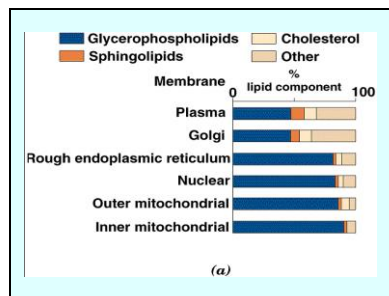 Glycerophospholipids Cholesterol
Sphingolipids Other
Membrane % lipid component
0 100
Plasma
Golgi
Rough endoplasmic reticulum
Nuclear
Outer mitochondrial
Inner mitochondrial
(a)